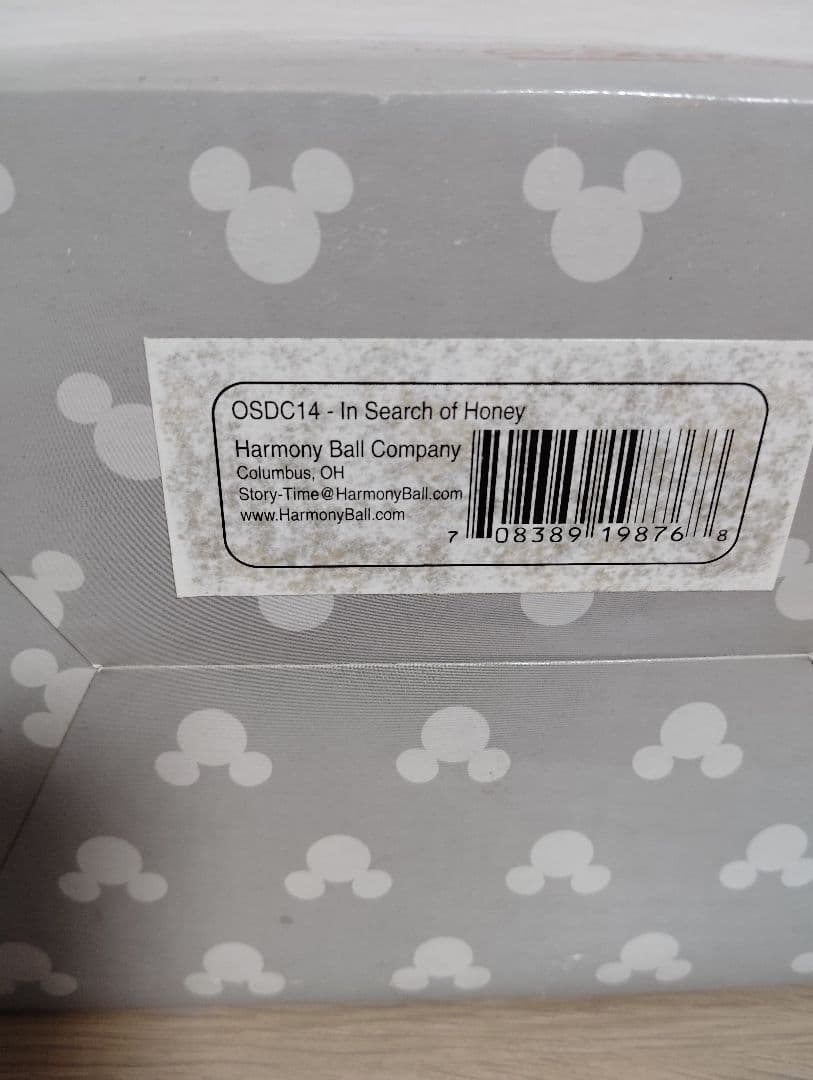 OSDC14 - In Search of Honey
Harmony Ball Company
Columbus, OH
Story-Time@HarmonyBall.com
www.HarmonyBall.com
7 08389 19876 8